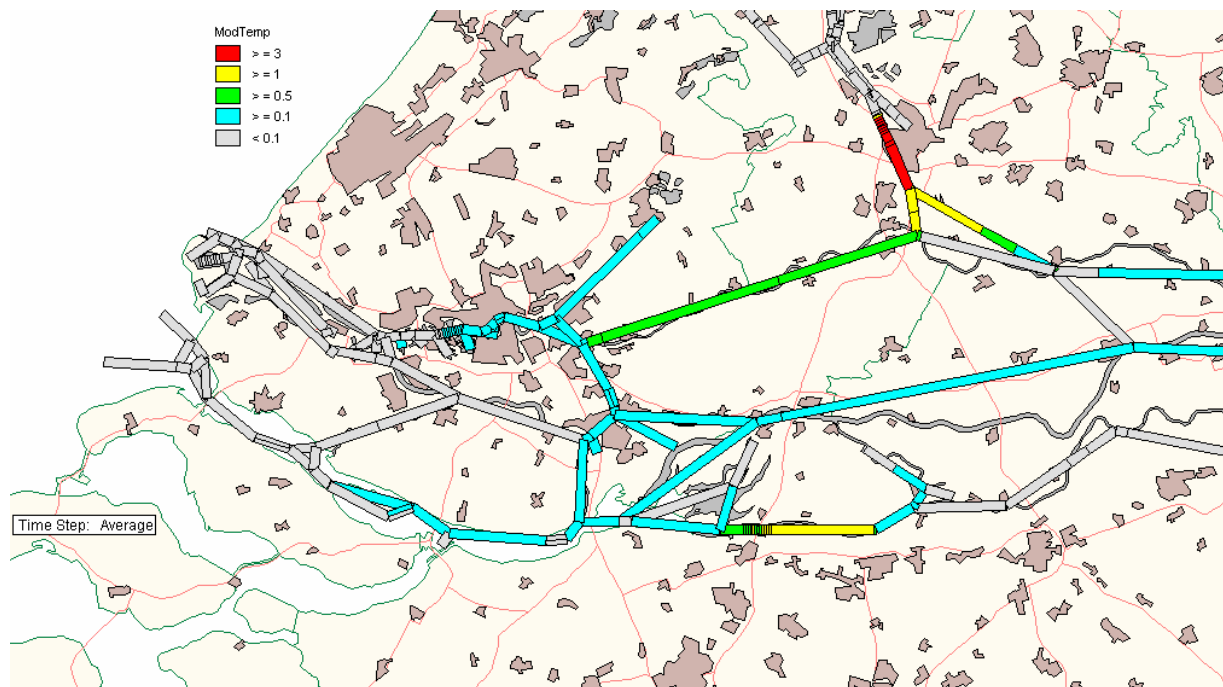 ModTemp
> = 3
> = 1
> = 0.5
> = 0.1
< 0.1
Time Step: Average